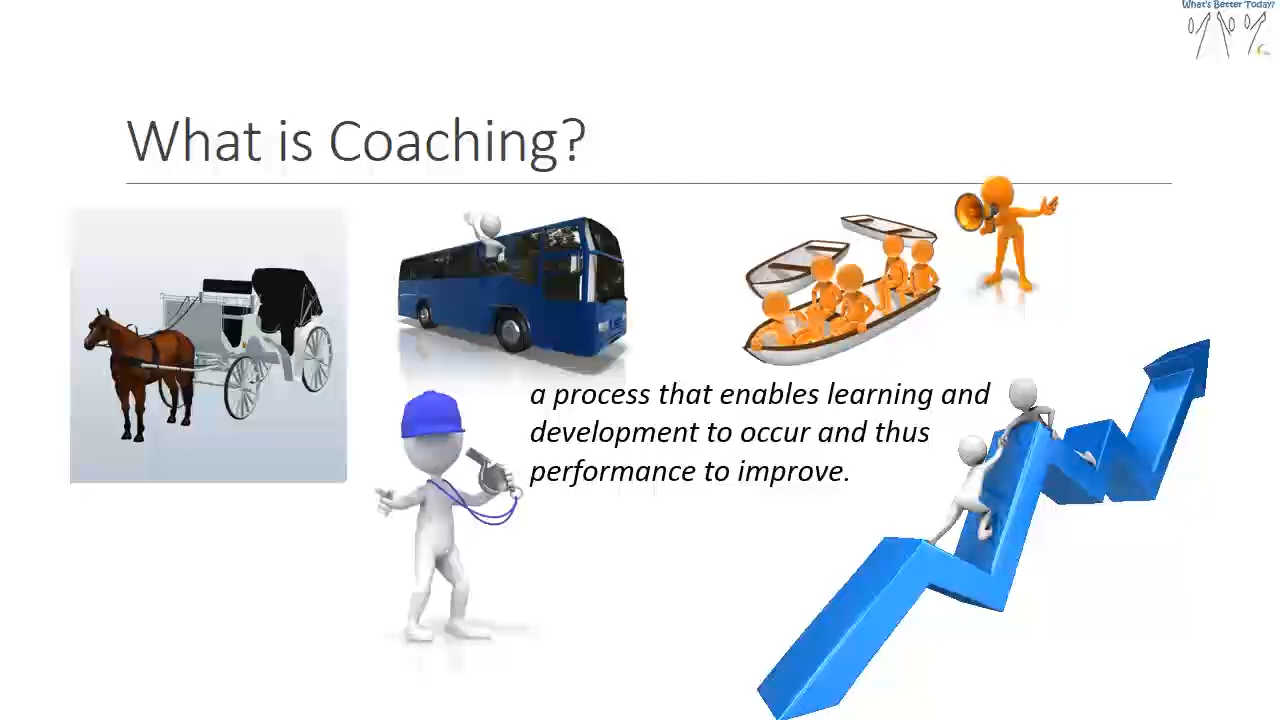 What's Better Today?
What is Coaching?
a process that enables learning and
development to occur and thus
performance to improve.